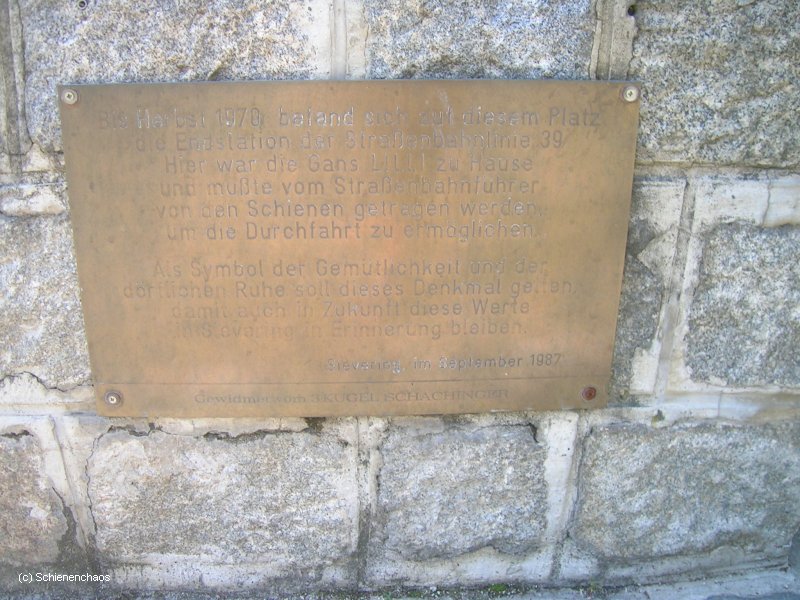 Bis Herbst 1970 befand sich auf diesem Platz
die Endstation der Straßenbahnlinie 39
Hier war die Gans LILLI zu Hause
und mußte vom Straßenbahnführer
von den Schienen getragen werden,
um die Durchfahrt zu ermöglichen.
Als Symbol der Gemütlichkeit und der
dörflichen Ruhe soll dieses Denkmal gelten,
damit auch in Zukunft diese Werte
in Sievering in Erinnerung bleiben.
Sievering, im September 1987
Gewidmet vom 3 KUGEL SCHACHINGER
(c) Schienenchaos